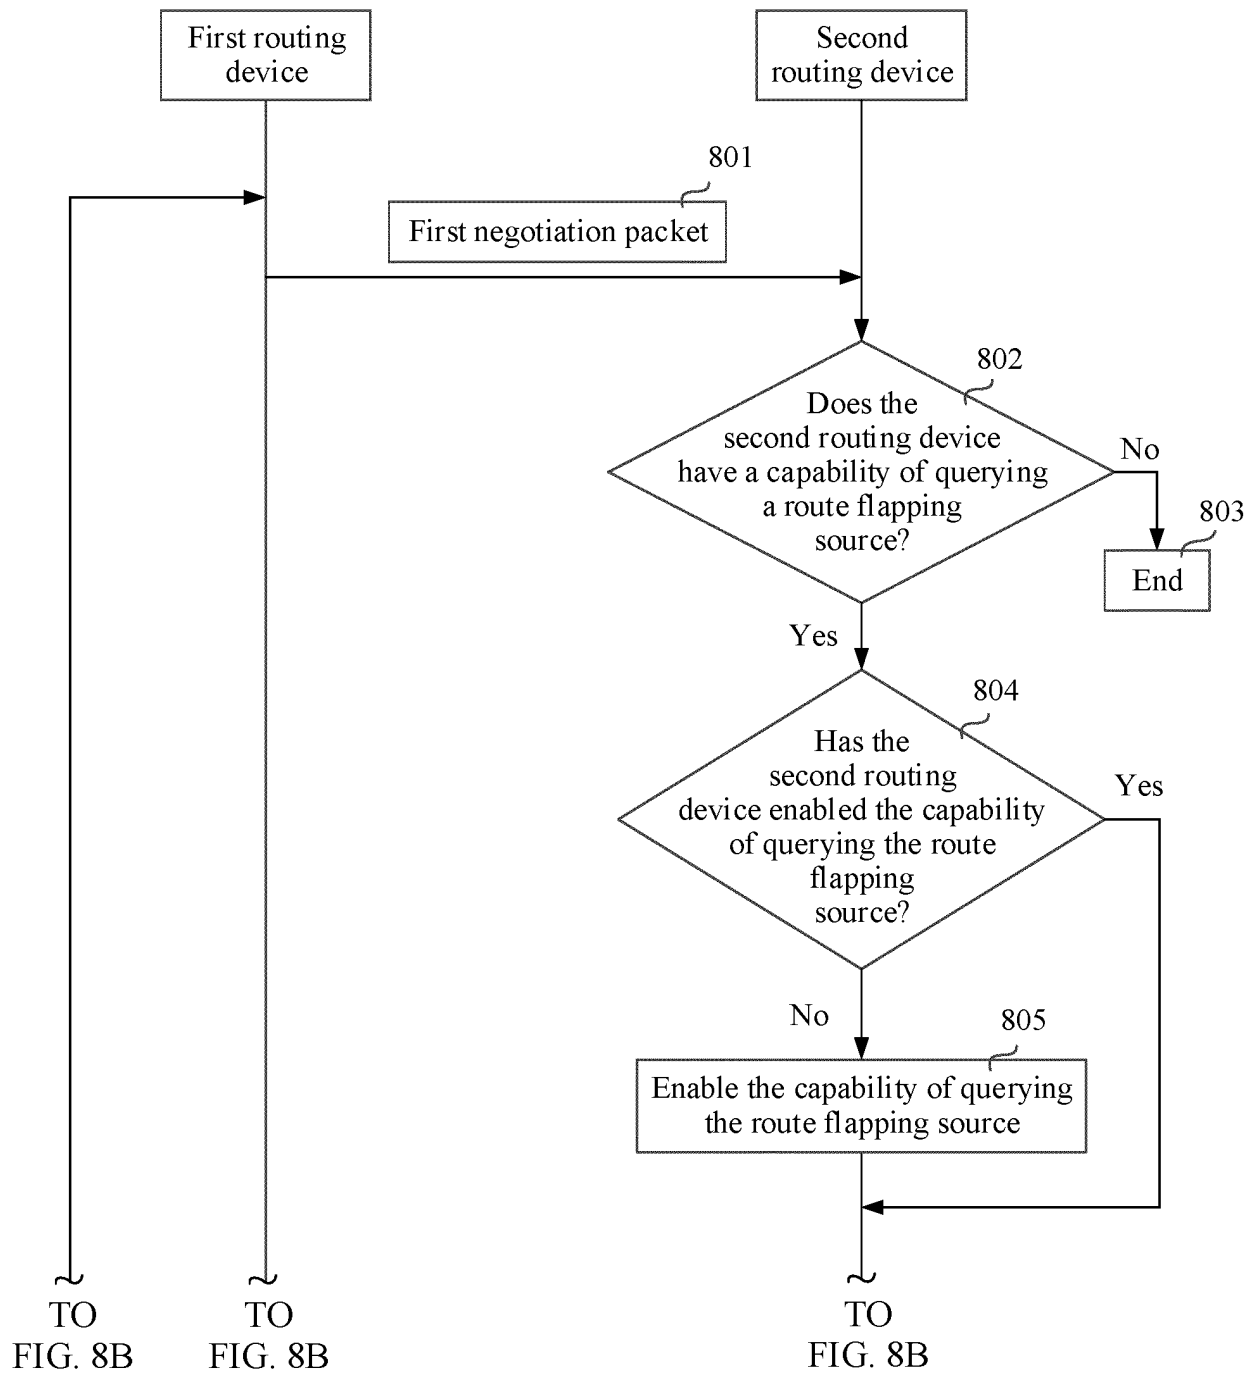 First routing
device
Second
routing device
801
First negotiation packet
802
Does the
second routing device
have a capability of querying
a route flapping
source?
No
803
End
Yes
804
Has the
second routing
device enabled the capability
of querying the route
flapping
source?
Yes
No
805
Enable the capability of querying
the route flapping source
TO
FIG. 8B
TO
FIG. 8B
TO
FIG. 8B